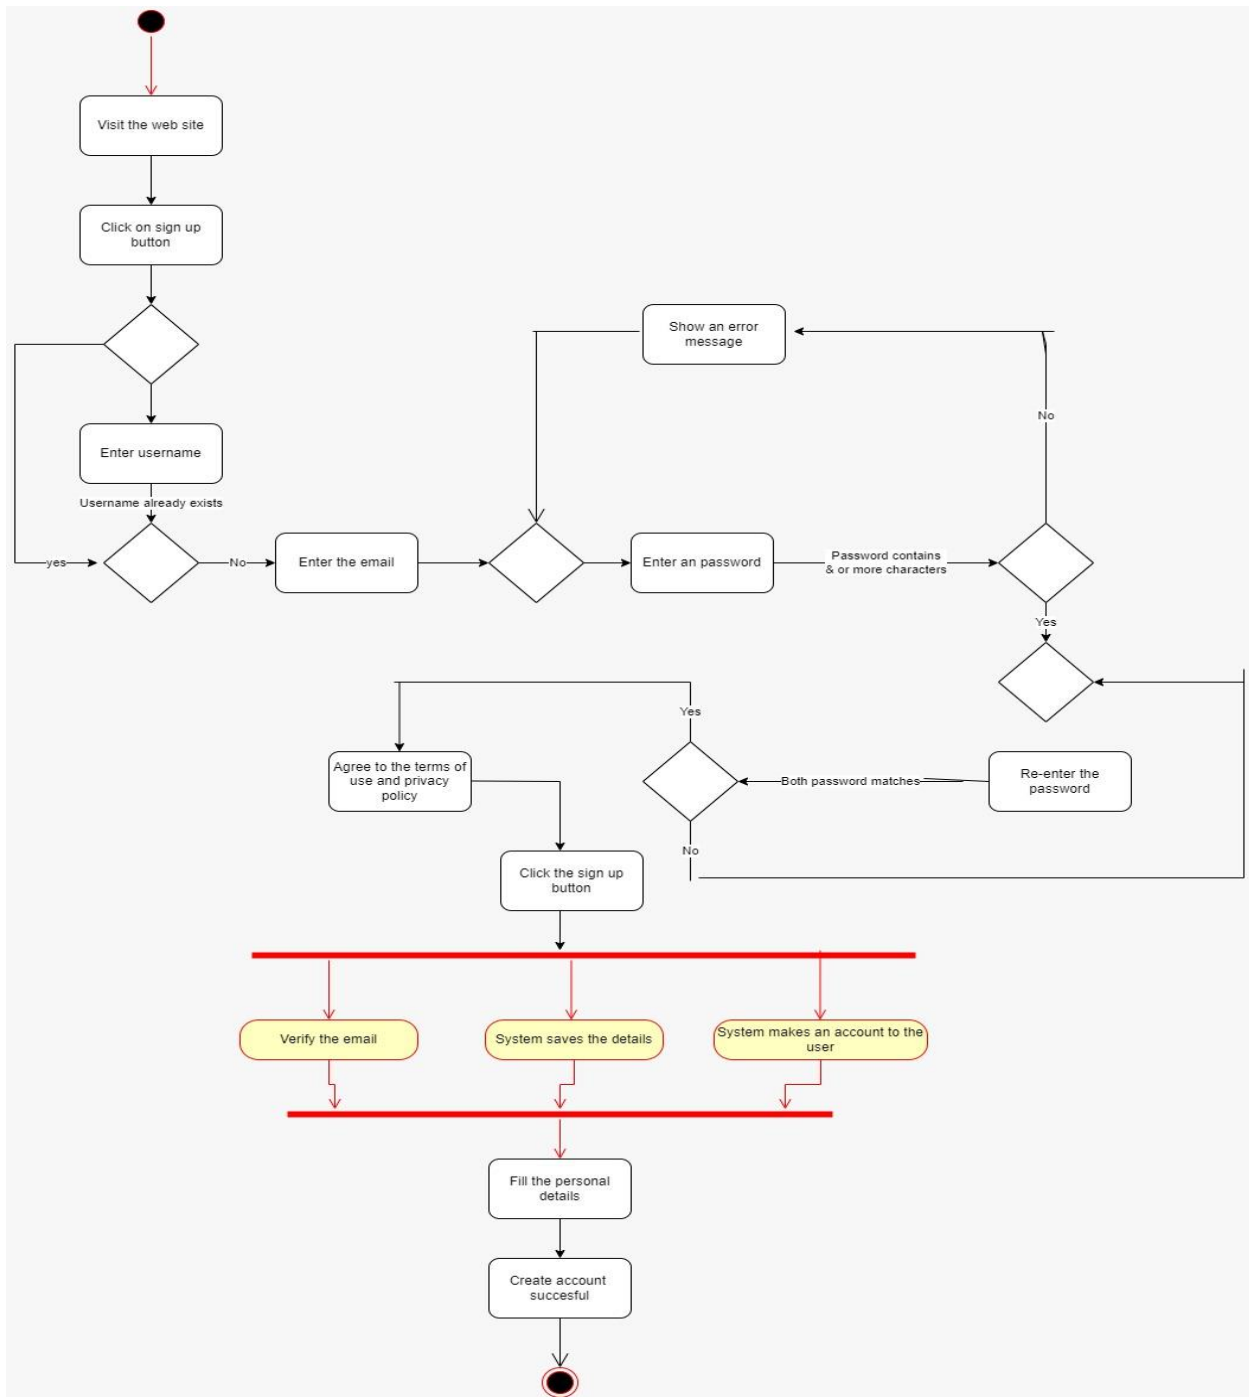 Visit the web site
Click on sign up
button
Show an error
message
No
Enter username
Username already exists
yes
No
Enter the email
Enter an password
Password contains
& or more characters
Yes
Yes
Agree to the terms of
use and privacy
policy
Both password matches
Re-enter the
password
No
Click the sign up
button
Verify the email
System saves the details
System makes an account to the
user
Fill the personal
details
Create account
succesful